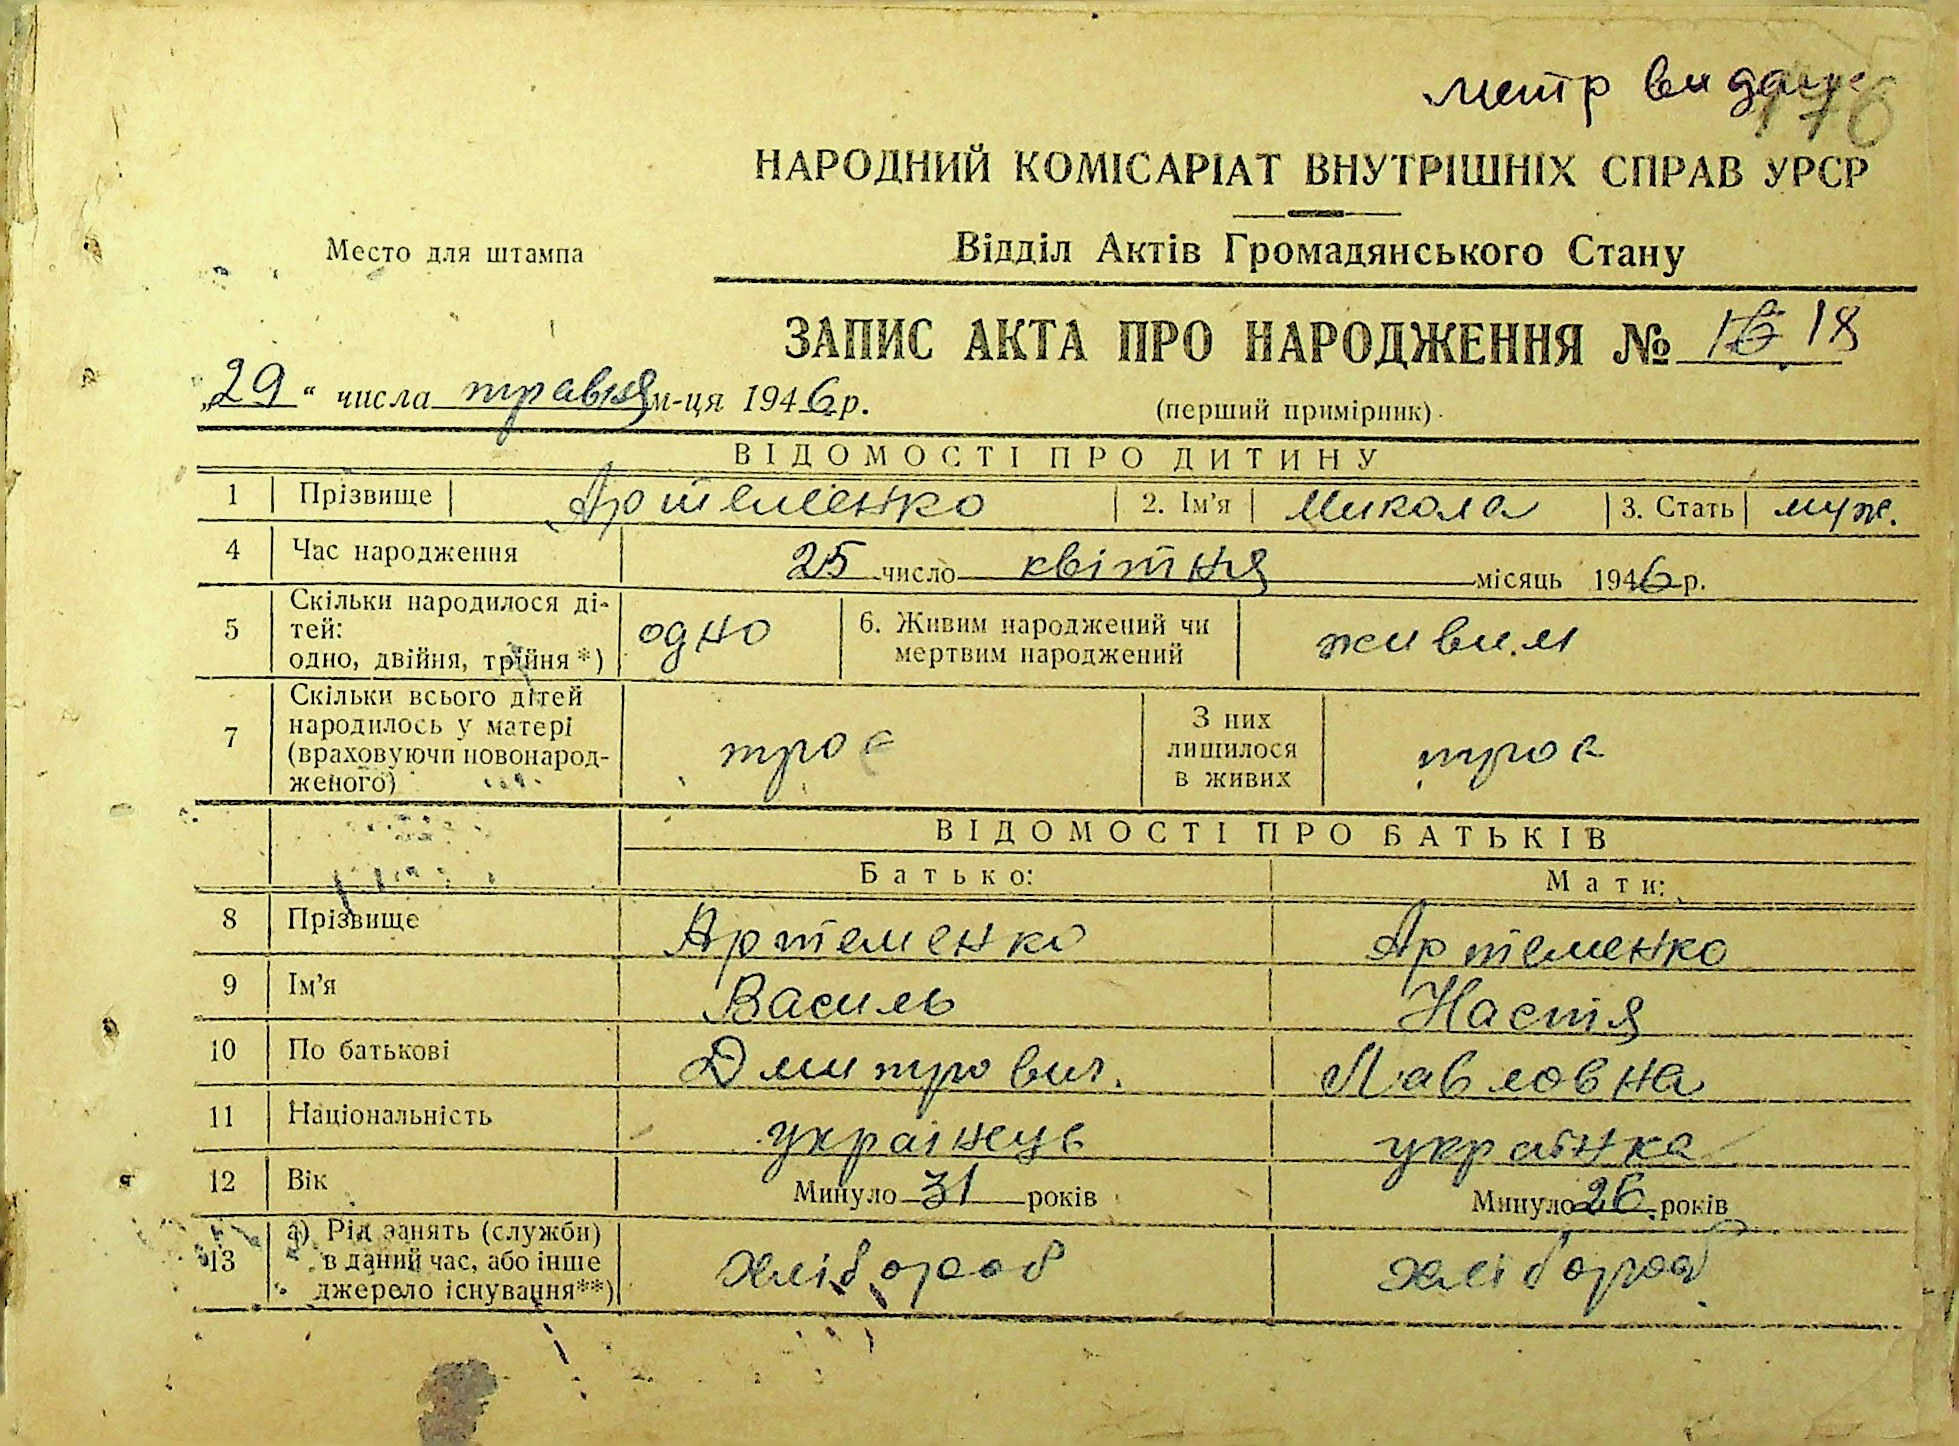 метр видане
176
НАРОДНИЙ КОМІСАРІАТ ВНУТРІШНІХ СПРАВ УРСР
Место для штампа
Відділ Актів Громадянського Стану
ЗАПИС АКТА ПРО НАРОДЖЕННЯ № 16 18
„29“ числа травня м-ця 1946 р.
(перший примірник)
ВІДОМОСТІ ПРО ДИТИНУ
1 Прізвище Артеменко 2. Ім'я Микола 3. Стать муж.
4 Час народження 25 число квітня місяць 1946 р.
5 Скільки народилося ді-
тей:
одно, двійня, трійня*)
одно
6. Живим народжений чи
мертвим народжений
живим
7 Скільки всього дітей
народилось у матері
(враховуючи новонарод-
женого)
троє
З них
лишилося
в живих
троє
ВІДОМОСТІ ПРО БАТЬКІВ
Батько: Мати:
8 Прізвище Артеменко Артеменко
9 Ім'я Василь Настя
10 По батькові Дмитрович. Павловна
11 Національність українець українка
12 Вік Минуло 31 років Минуло 26 років
13 а) Рід занять (служби)
в даний час, або інше
джерело існування**)
хлібороб хлібороб